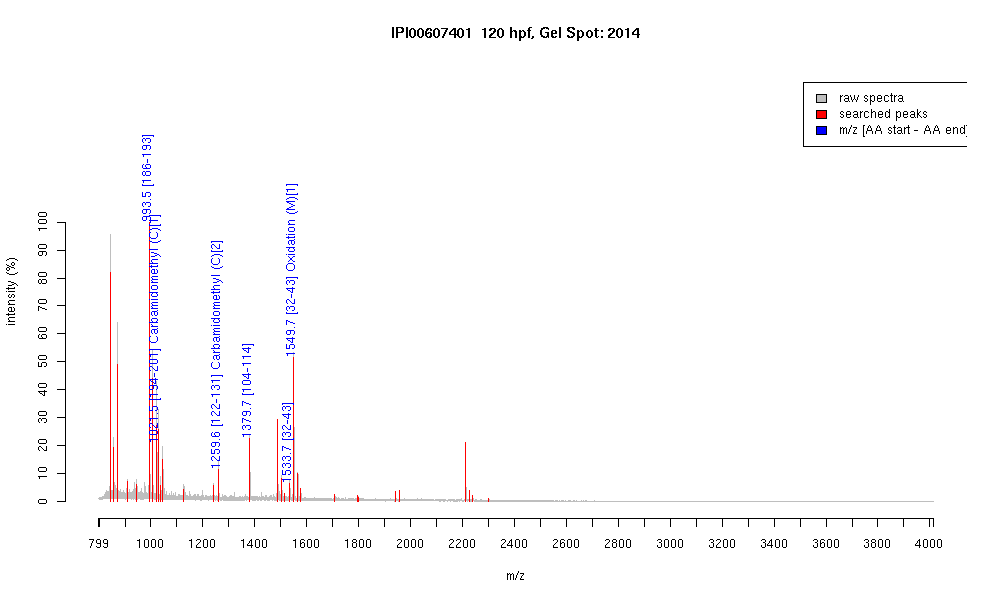 IPI00607401 120 hpf, Gel Spot: 2014
raw spectra
searched peaks
m/z [AA start - AA end]
993.5 [186-193]
1021.5 [194-201] Carbamidomethyl (C)[1]
1259.6 [122-131] Carbamidomethyl (C)[2]
1379.7 [104-114]
1533.7 [32-43]
1549.7 [32-43] Oxidation (M)[1]
intensity (%)
100
90
80
70
60
50
40
30
20
10
0
799 1000 1200 1400 1600 1800 2000 2200 2400 2600 2800 3000 3200 3400 3600 3800 4000
m/z